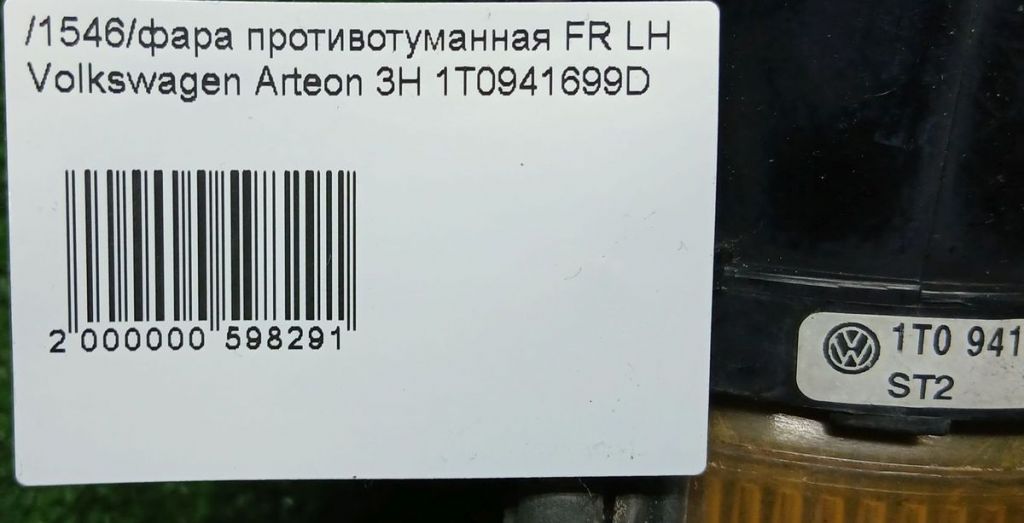 /1546/фара противотуманная FR LH
Volkswagen Arteon 3H 1T0941699D
2 000000 598291
1T0 941
ST2